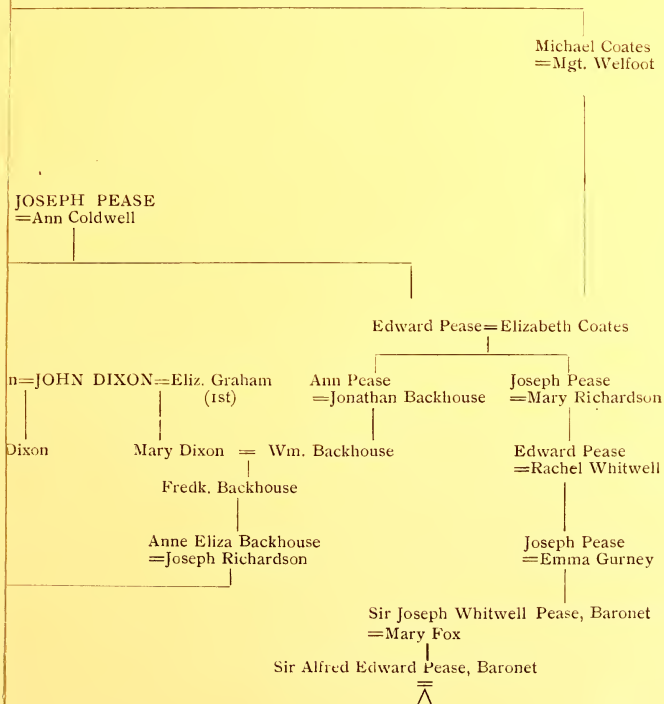 Michael Coates
=Mgt. Welfoot
JOSEPH PEASE
=Ann Coldwell
Edward Pease=Elizabeth Coates
n=JOHN DIXON=Eliz. Graham
(1st)
Ann Pease
=Jonathan Backhouse
Joseph Pease
=Mary Richardson
Dixon
Mary Dixon = Wm. Backhouse
Edward Pease
=Rachel Whitwell
Fredk. Backhouse
Anne Eliza Backhouse
=Joseph Richardson
Joseph Pease
=Emma Gurney
Sir Joseph Whitwell Pease, Baronet
=Mary Fox
Sir Alfred Edward Pease, Baronet
=